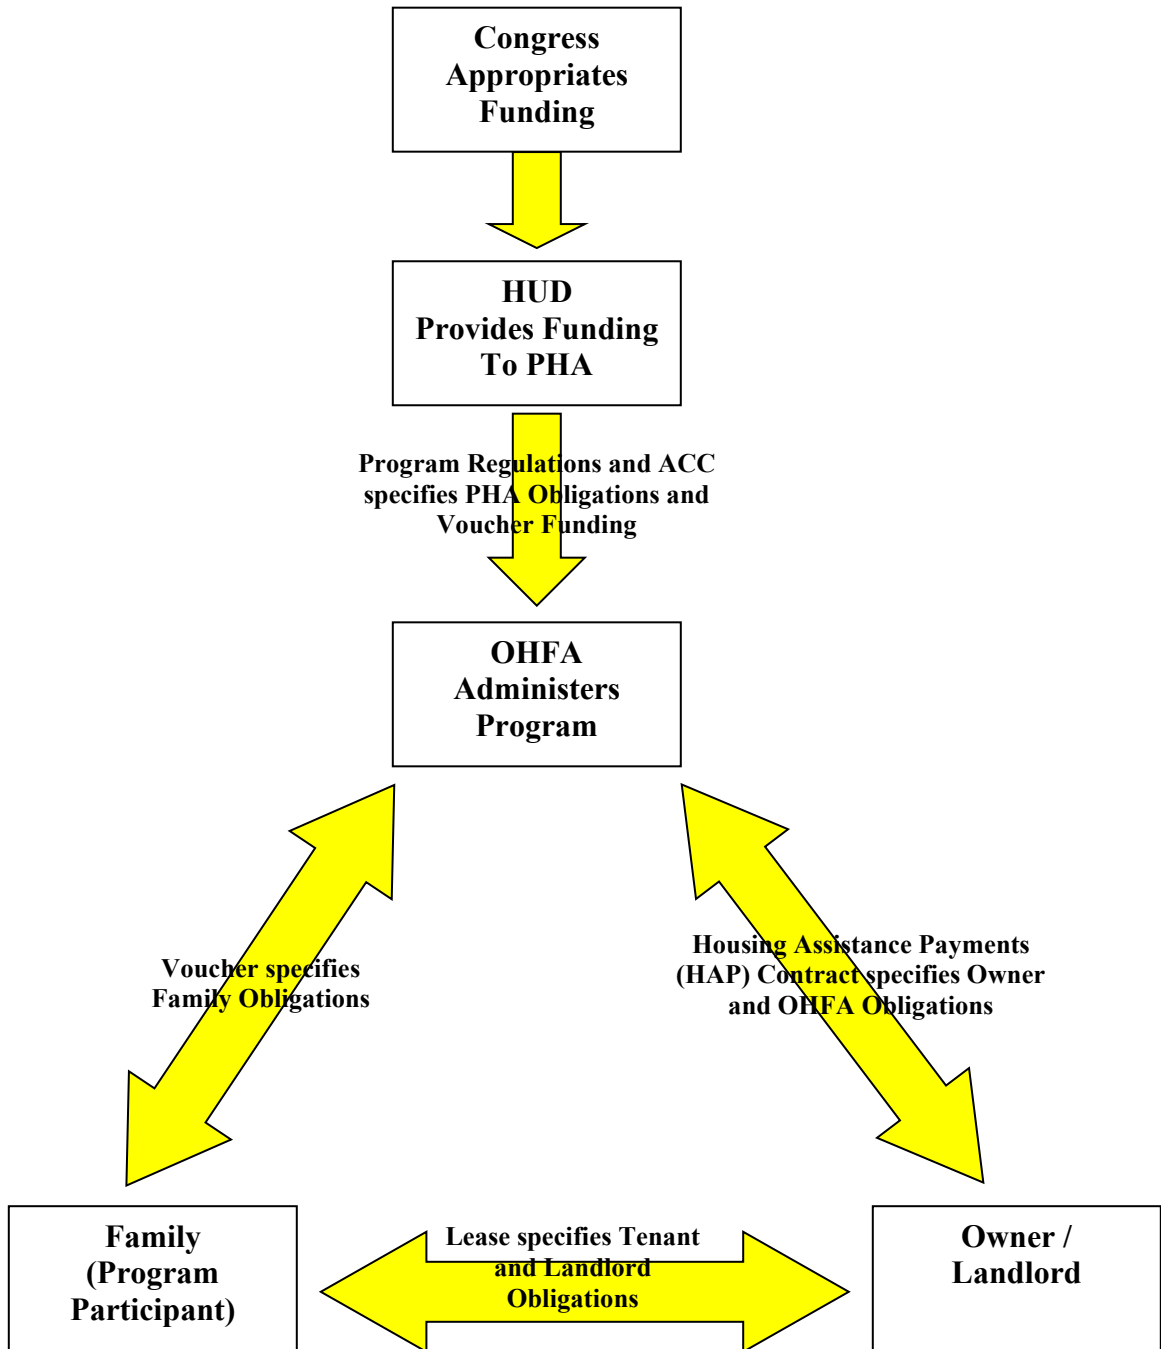 Congress
Appropriates
Funding
HUD
Provides Funding
To PHA
Program Regulations and ACC
specifies PHA Obligations and
Voucher Funding
OHFA
Administers
Program
Voucher specifies
Family Obligations
Housing Assistance Payments
(HAP) Contract specifies Owner
and OHFA Obligations
Family
(Program
Participant)
Lease specifies Tenant
and Landlord
Obligations
Owner /
Landlord